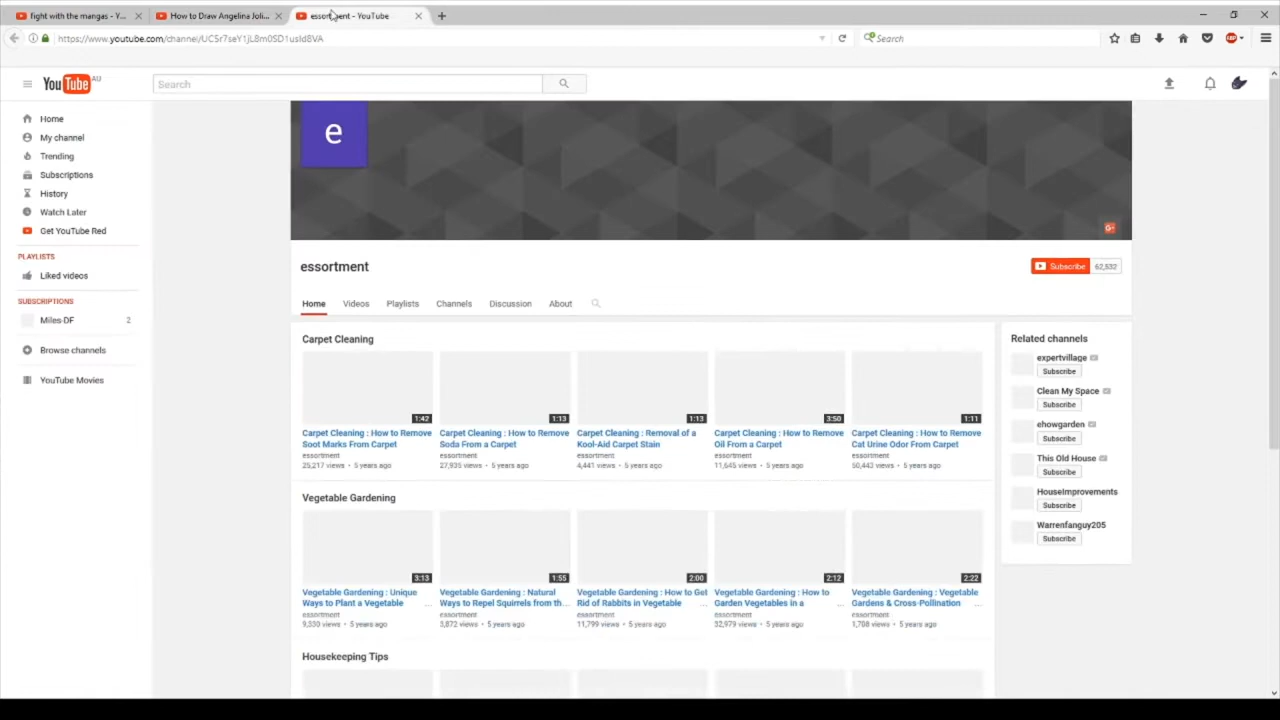 fight with the mangas - Y...
How to Draw Angelina Joli...
essortment - YouTube
Search
YouTube AU
Search
Home
My channel
Trending
Subscriptions
History
Watch Later
Get YouTube Red
PLAYLISTS
Liked videos
SUBSCRIPTIONS
Miles-DF 2
Browse channels
YouTube Movies
e
G+
essortment
Subscribe 62,532
Home Videos Playlists Channels Discussion About
Carpet Cleaning
1:42 1:13 1:13 3:50 1:11
Carpet Cleaning : How to Remove
Soot Marks From Carpet
essortment
25,217 views • 5 years ago
Carpet Cleaning : How to Remove
Soda From a Carpet
essortment
27,935 views • 5 years ago
Carpet Cleaning : Removal of a
Kool-Aid Carpet Stain
essortment
4,441 views • 5 years ago
Carpet Cleaning : How to Remove
Oil From a Carpet
essortment
11,645 views • 5 years ago
Carpet Cleaning : How to Remove
Cat Urine Odor From Carpet
essortment
50,443 views • 5 years ago
Vegetable Gardening
3:13 1:55 2:00 2:12 2:22
Vegetable Gardening : Unique
Ways to Plant a Vegetable ...
essortment
9,330 views • 5 years ago
Vegetable Gardening : Natural
Ways to Repel Squirrels from th...
essortment
3,872 views • 5 years ago
Vegetable Gardening : How to Get
Rid of Rabbits in Vegetable
essortment
11,799 views • 5 years ago
Vegetable Gardening : How to
Garden Vegetables in a ...
essortment
32,979 views • 5 years ago
Vegetable Gardening : Vegetable
Gardens & Cross-Pollination ...
essortment
1,708 views • 5 years ago
Housekeeping Tips
Related channels
expertvillage
Subscribe
Clean My Space
Subscribe
ehowgarden
Subscribe
This Old House
Subscribe
HouseImprovements
Subscribe
Warrenfanguy205
Subscribe